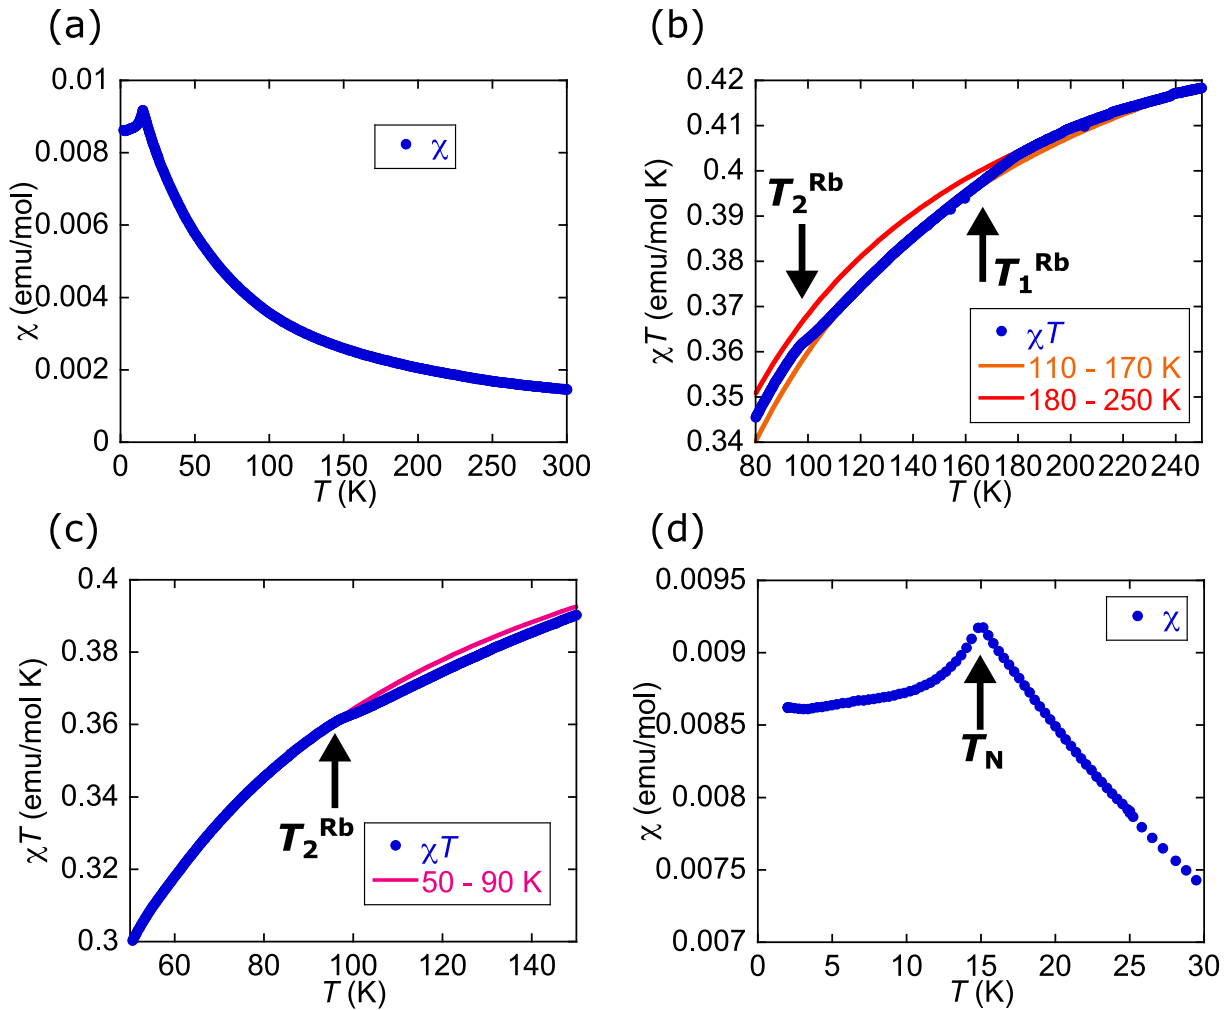 (a)
0.01
0.008
0.006
0.004
0.002
0
χ (emu/mol)
χ
0 50 100 150 200 250 300
T (K)
(b)
0.42
0.41
0.4
0.39
0.38
0.37
0.36
0.35
0.34
χT (emu/mol K)
T2Rb
T1Rb
χT
110 - 170 K
180 - 250 K
80 100 120 140 160 180 200 220 240
T (K)
(c)
0.4
0.38
0.36
0.34
0.32
0.3
χT (emu/mol K)
T2Rb
χT
50 - 90 K
60 80 100 120 140
T (K)
(d)
0.0095
0.009
0.0085
0.008
0.0075
0.007
χ (emu/mol)
χ
TN
0 5 10 15 20 25 30
T (K)